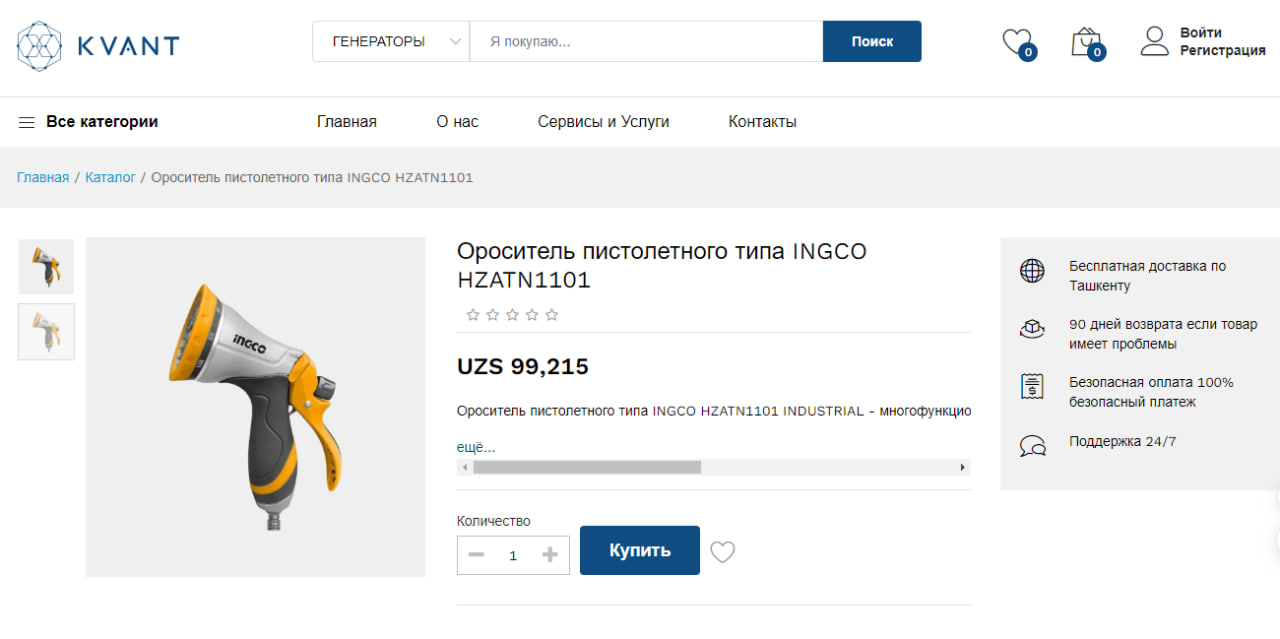 KVANT
ГЕНЕРАТОРЫ
Я покупаю...
Поиск
0
0
Войти
Регистрация
Все категории
Главная
О нас
Сервисы и Услуги
Контакты
Главная / Каталог / Ороситель пистолетного типа INGCO HZATN1101
INGCO
Ороситель пистолетного типа INGCO
HZATN1101
UZS 99,215
Ороситель пистолетного типа INGCO HZATN1101 INDUSTRIAL - многофункцио
ещё...
Количество
1
Купить
Бесплатная доставка по
Ташкенту
90 дней возврата если товар
имеет проблемы
Безопасная оплата 100%
безопасный платеж
Поддержка 24/7